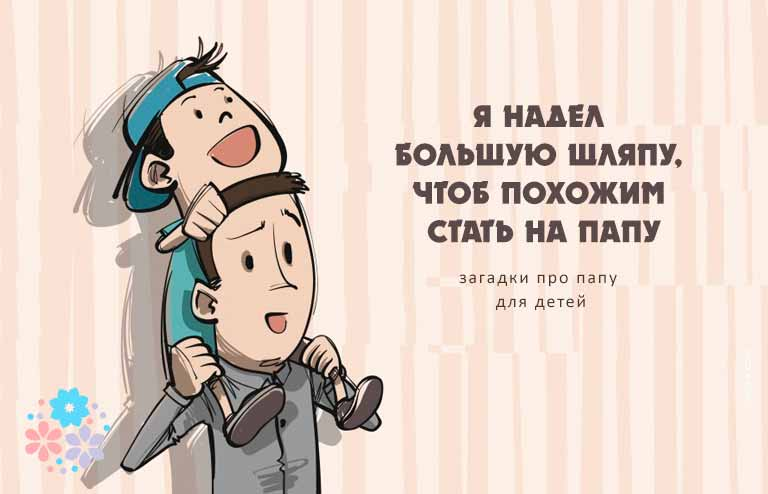 Я НАДЕЛ
БОЛЬШУЮ ШЛЯПУ,
ЧТОБ ПОХОЖИМ
СТАТЬ НА ПАПУ
загадки про папу
для детей